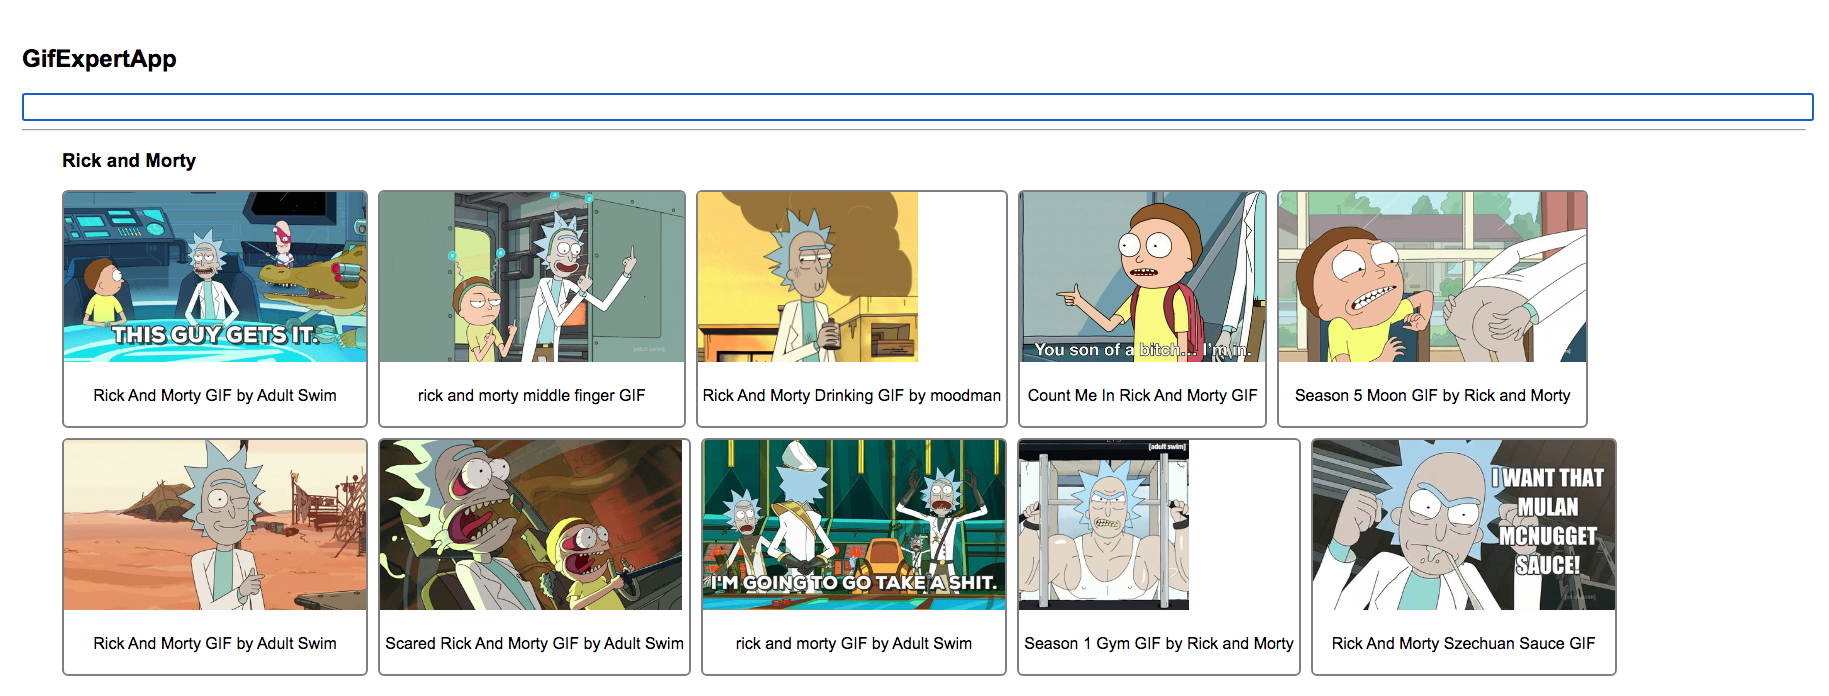 GifExpertApp
Rick and Morty
THIS GUY GETS IT.
You son of a bitch... I'm in.
Rick And Morty GIF by Adult Swim
rick and morty middle finger GIF
Rick And Morty Drinking GIF by moodman
Count Me In Rick And Morty GIF
Season 5 Moon GIF by Rick and Morty
[adult swim]
I WANT THAT
MULAN
MCNUGGET
SAUCE!
I'M GOING TO GO TAKE A SHIT.
Rick And Morty GIF by Adult Swim
Scared Rick And Morty GIF by Adult Swim
rick and morty GIF by Adult Swim
Season 1 Gym GIF by Rick and Morty
Rick And Morty Szechuan Sauce GIF